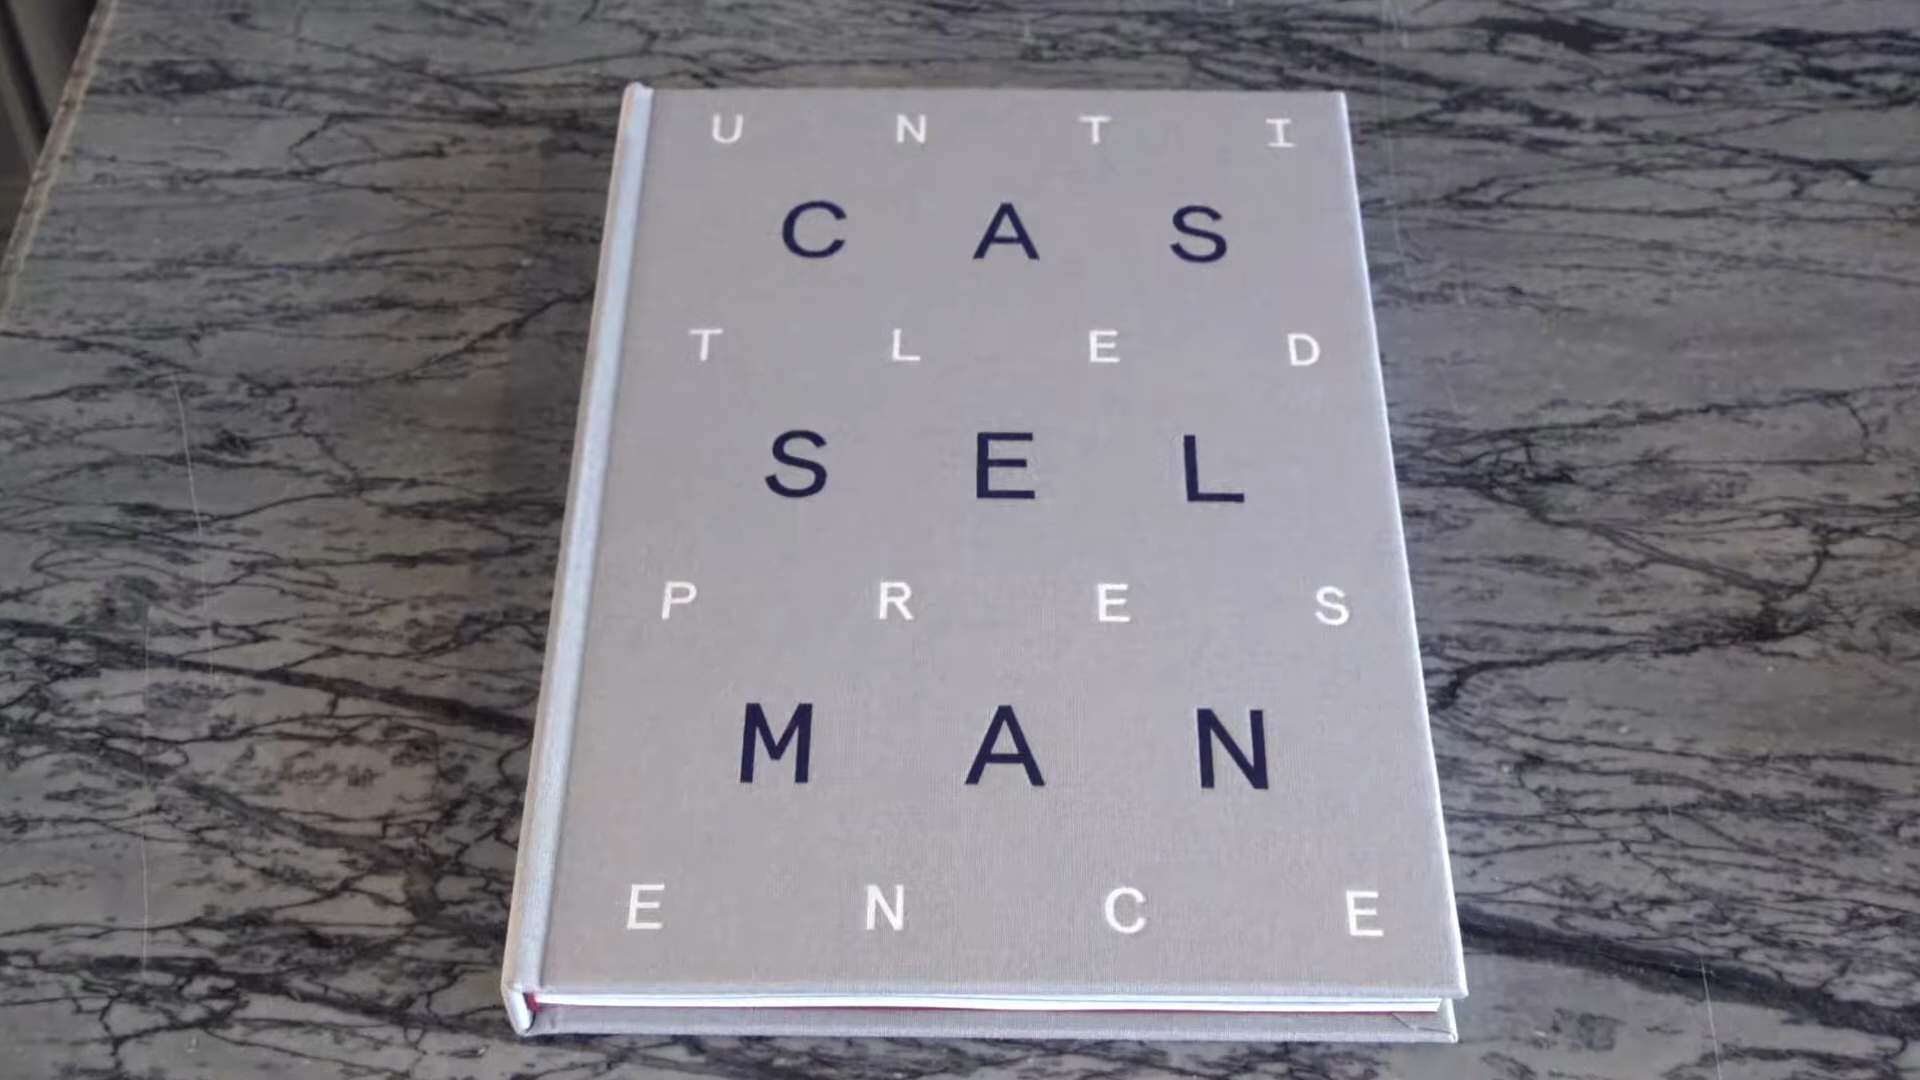 U N T I
C A S
T L E D
S E L
P R E S
M A N
E N C E